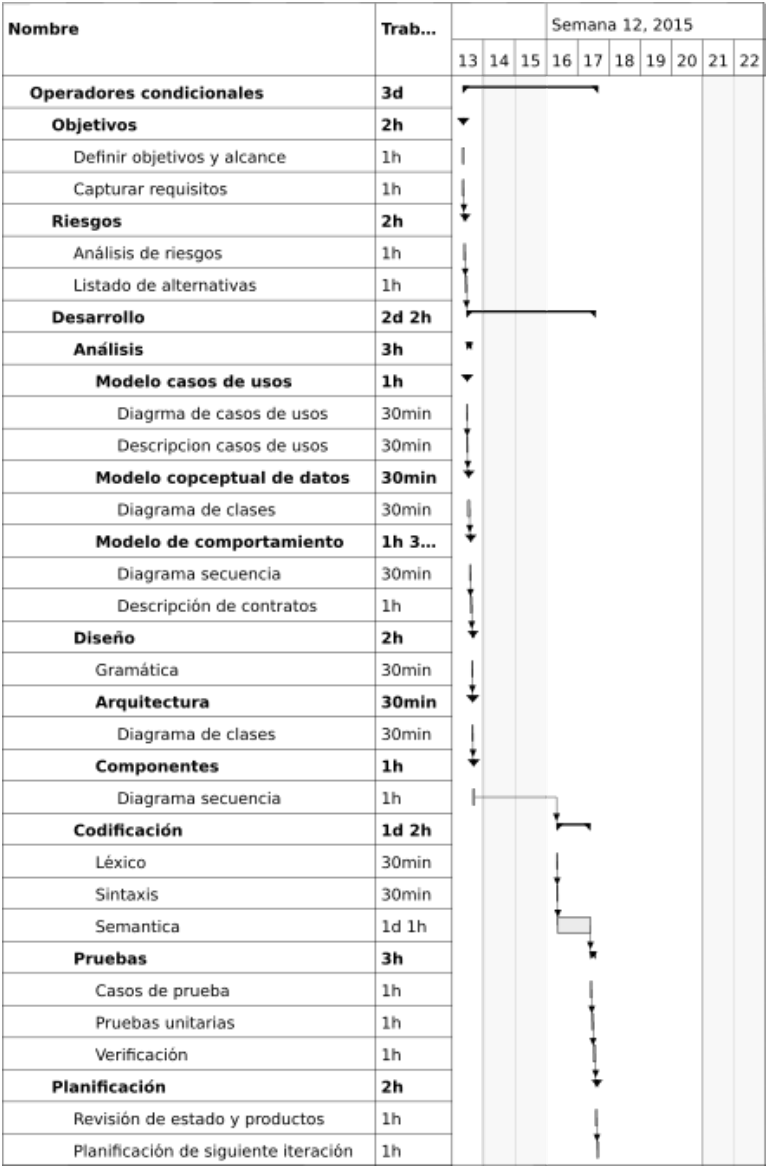 Nombre Trab... Semana 12, 2015
13 14 15 16 17 18 19 20 21 22
Operadores condicionales 3d
Objetivos 2h
Definir objetivos y alcance 1h
Capturar requisitos 1h
Riesgos 2h
Análisis de riesgos 1h
Listado de alternativas 1h
Desarrollo 2d 2h
Análisis 3h
Modelo casos de usos 1h
Diagrma de casos de usos 30min
Descripcion casos de usos 30min
Modelo copceptual de datos 30min
Diagrama de clases 30min
Modelo de comportamiento 1h 3...
Diagrama secuencia 30min
Descripción de contratos 1h
Diseño 2h
Gramática 30min
Arquitectura 30min
Diagrama de clases 30min
Componentes 1h
Diagrama secuencia 1h
Codificación 1d 2h
Léxico 30min
Sintaxis 30min
Semantica 1d 1h
Pruebas 3h
Casos de prueba 1h
Pruebas unitarias 1h
Verificación 1h
Planificación 2h
Revisión de estado y productos 1h
Planificación de siguiente iteración 1h